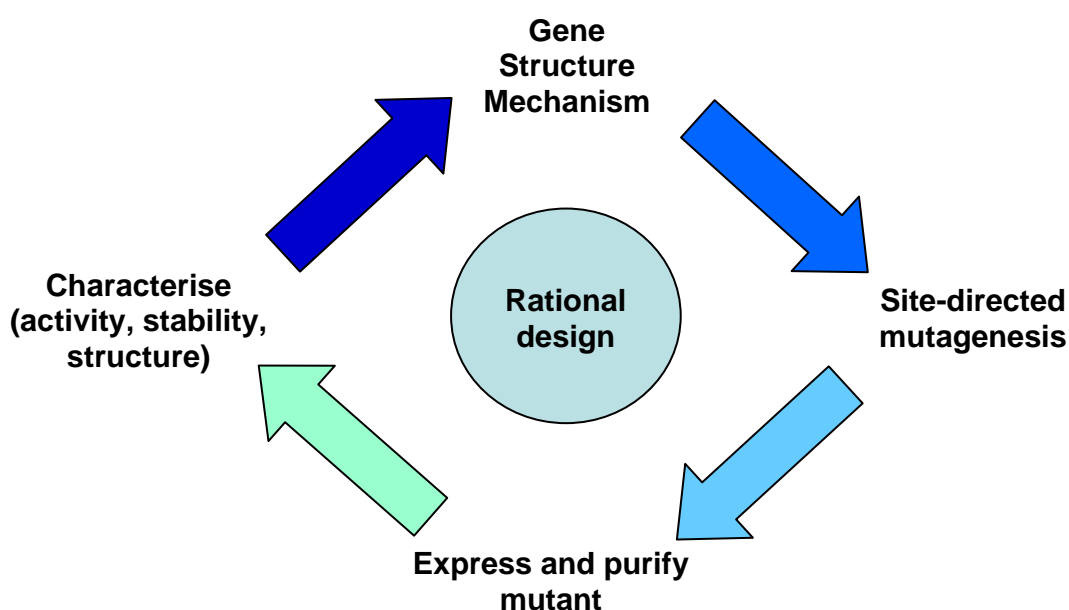 Gene
Structure
Mechanism
Site-directed
mutagenesis
Express and purify
mutant
Characterise
(activity, stability,
structure)
Rational
design